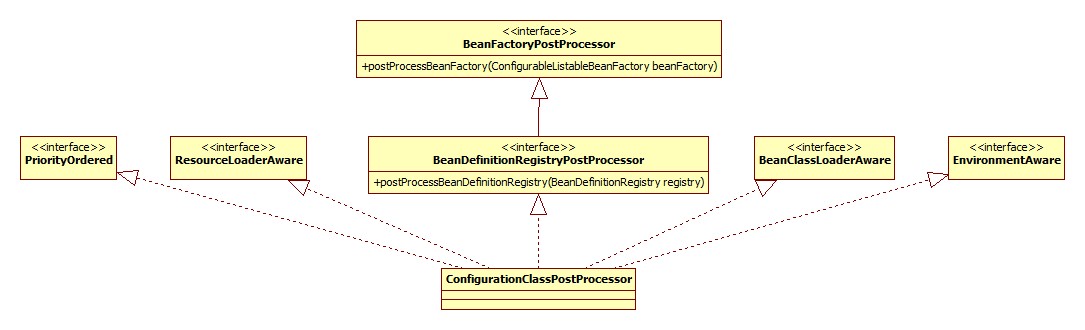 <<interface>>
BeanFactoryPostProcessor
+postProcessBeanFactory(ConfigurableListableBeanFactory beanFactory)
<<interface>>
PriorityOrdered
<<interface>>
ResourceLoaderAware
<<interface>>
BeanDefinitionRegistryPostProcessor
+postProcessBeanDefinitionRegistry(BeanDefinitionRegistry registry)
<<interface>>
BeanClassLoaderAware
<<interface>>
EnvironmentAware
ConfigurationClassPostProcessor